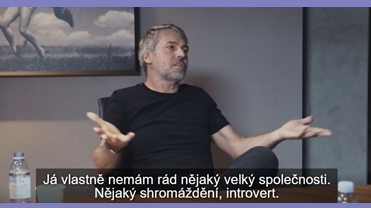 Já vlastně nemám rád nějaký velký společnosti.
Nějaký shromáždění, introvert.